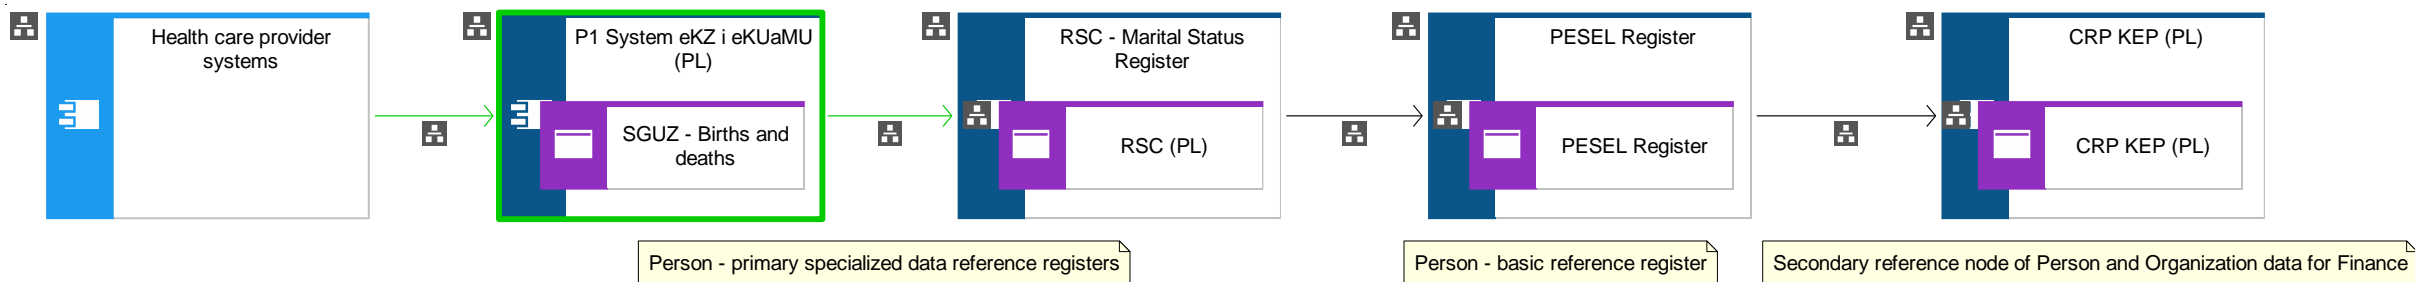 Health care provider
systems
P1 System eKZ i eKUaMU
(PL)
SGUZ - Births and
deaths
RSC - Marital Status
Register
RSC (PL)
PESEL Register
PESEL Register
CRP KEP (PL)
CRP KEP (PL)
Person - primary specialized data reference registers
Person - basic reference register
Secondary reference node of Person and Organization data for Finance